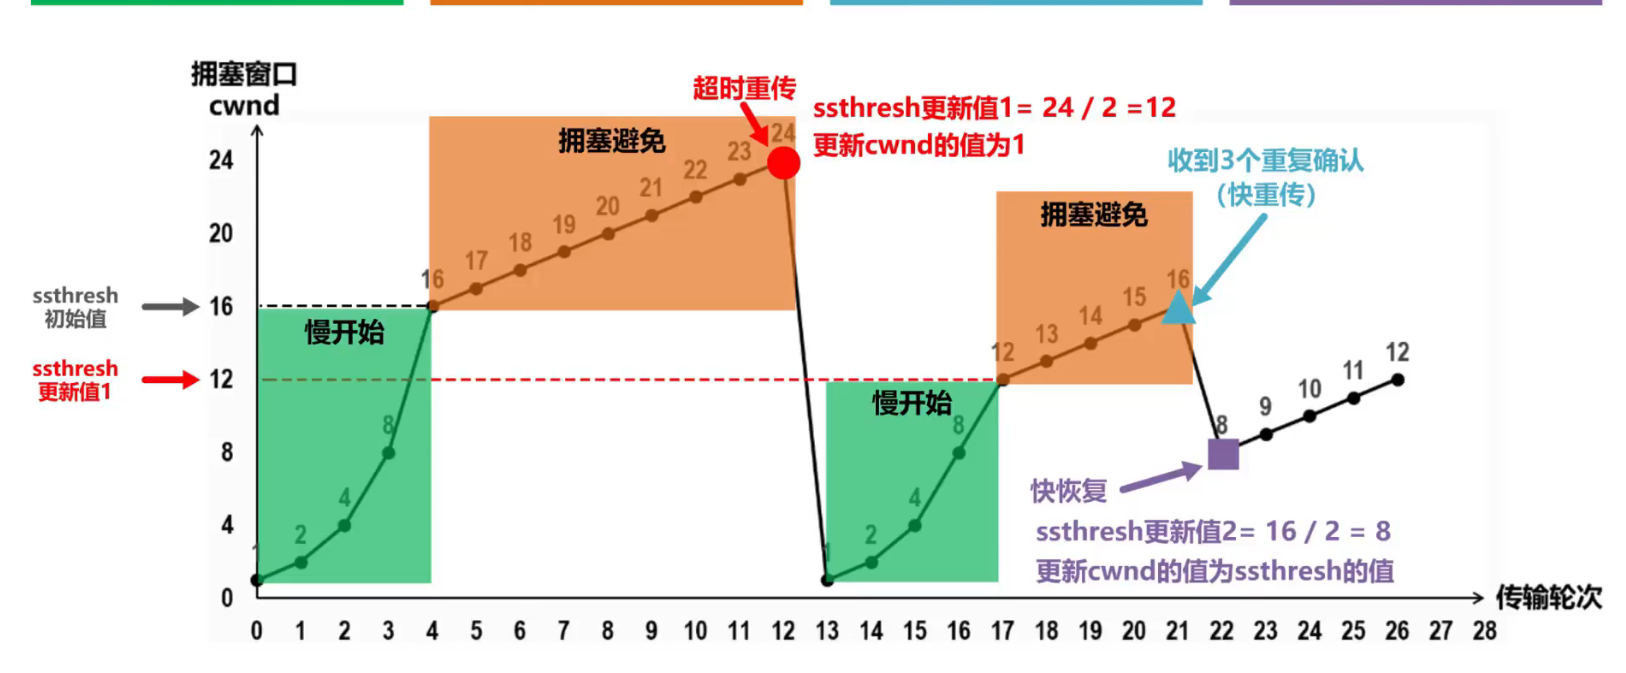 拥塞窗口
cwnd
超时重传
ssthresh更新值1= 24 / 2 =12
更新cwnd的值为1
收到3个重复确认
（快重传）
拥塞避免
拥塞避免
24
20
16
12
8
4
0
ssthresh
初始值
ssthresh
更新值1
慢开始
慢开始
1
2
4
8
16
17
18
19
20
21
22
23
24
1
2
4
8
12
13
14
15
16
8
9
10
11
12
快恢复
ssthresh更新值2= 16 / 2 = 8
更新cwnd的值为ssthresh的值
传输轮次
0 1 2 3 4 5 6 7 8 9 10 11 12 13 14 15 16 17 18 19 20 21 22 23 24 25 26 27 28